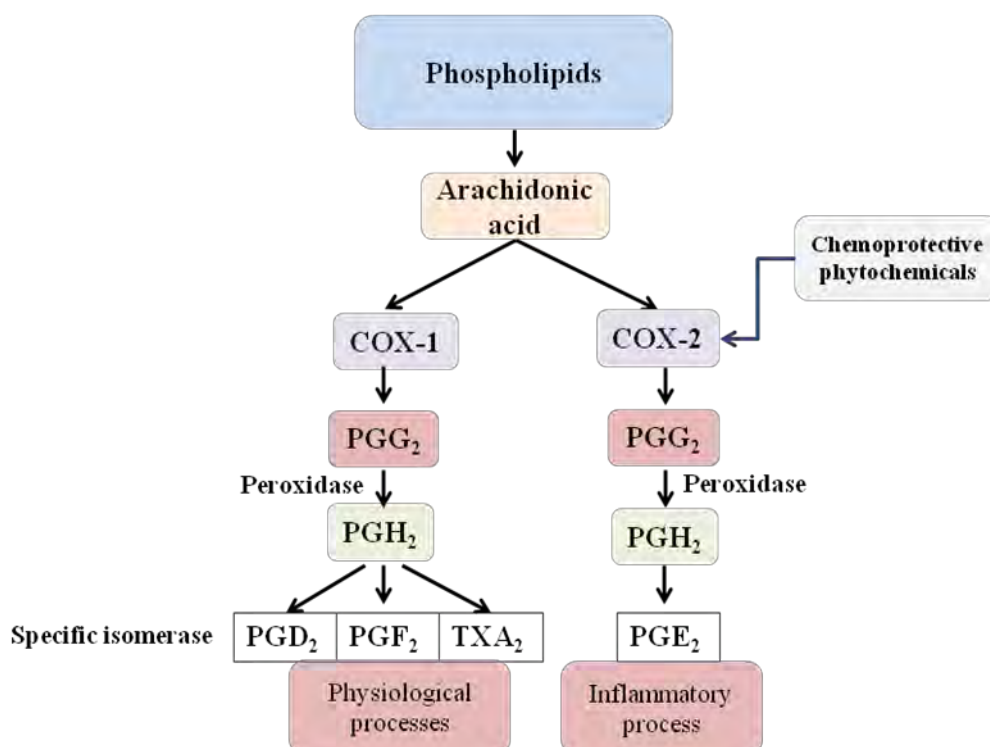 Phospholipids
Arachidonic
acid
Chemoprotective
phytochemicals
COX-1
COX-2
PGG₂
PGG₂
Peroxidase
Peroxidase
PGH₂
PGH₂
Specific isomerase
PGD₂
PGF₂
TXA₂
PGE₂
Physiological
processes
Inflammatory
process